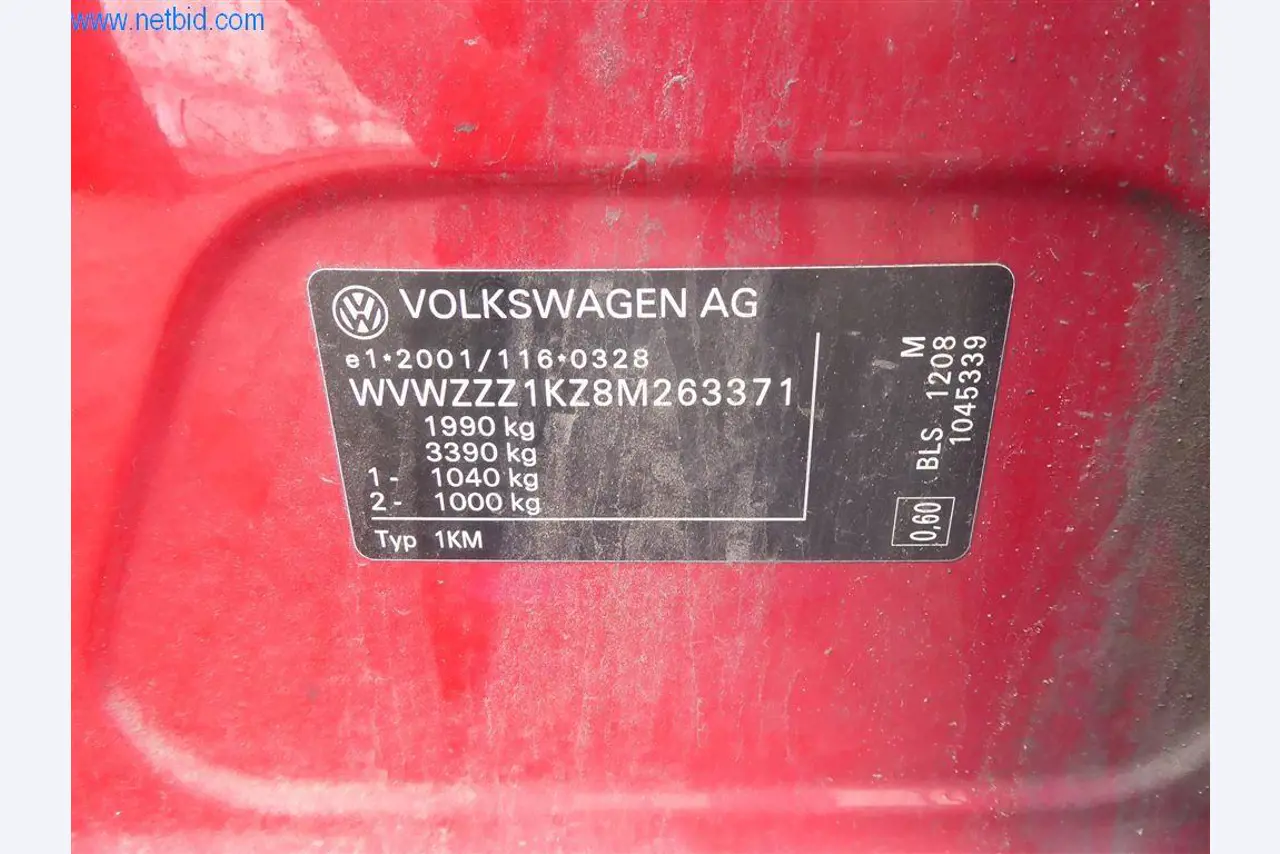 www.netbid.com
VOLKSWAGEN AG
e1*2001/116*0328
WVWZZZ1KZ8M263371
1990 kg
3390 kg
1- 1040 kg
2- 1000 kg
Typ 1KM
M
BLS 1208
1045339
0,60